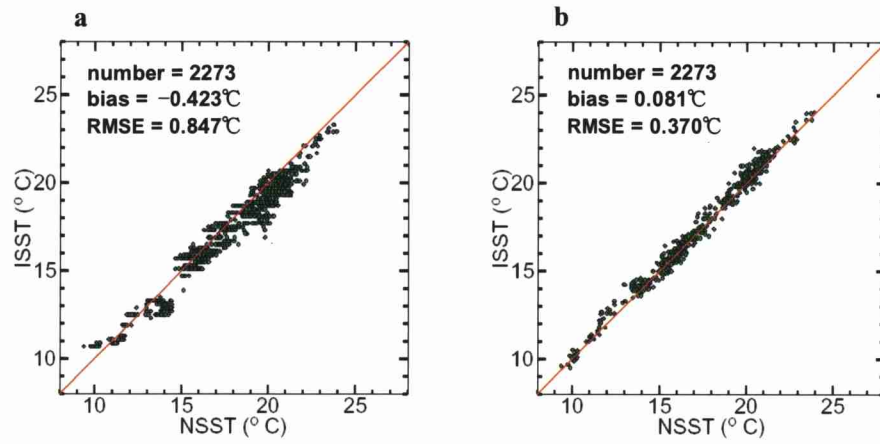 a
number = 2273
bias = −0.423℃
RMSE = 0.847℃
25
20
15
10
ISST (° C)
10 15 20 25
NSST (° C)
b
number = 2273
bias = 0.081℃
RMSE = 0.370℃
25
20
15
10
ISST (° C)
10 15 20 25
NSST (° C)